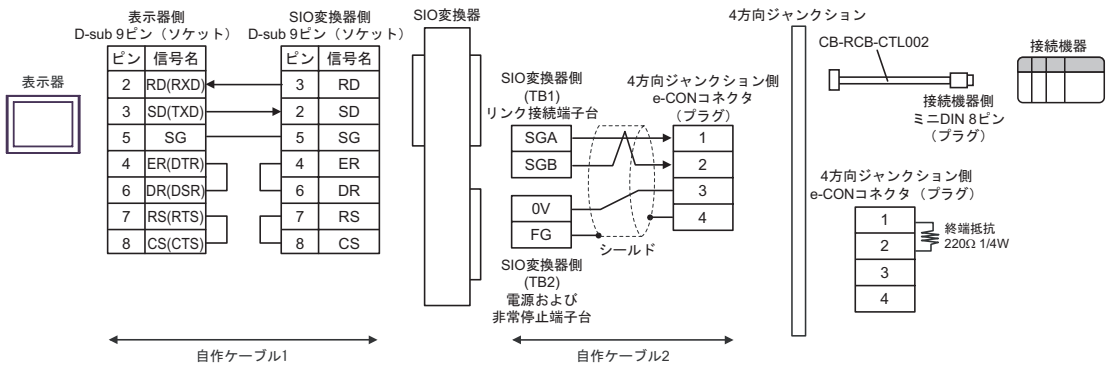 表示器
表示器側
D-sub 9ピン（ソケット）
ピン 信号名
2 RD(RXD)
3 SD(TXD)
5 SG
4 ER(DTR)
6 DR(DSR)
7 RS(RTS)
8 CS(CTS)
SIO変換器側
D-sub 9ピン（ソケット）
ピン 信号名
3 RD
2 SD
5 SG
4 ER
6 DR
7 RS
8 CS
自作ケーブル1
SIO変換器
SIO変換器側
(TB1)
リンク接続端子台
SGA
SGB
0V
FG
SIO変換器側
(TB2)
電源および
非常停止端子台
シールド
4方向ジャンクション側
e-CONコネクタ
（プラグ）
1
2
3
4
自作ケーブル2
4方向ジャンクション
CB-RCB-CTL002
接続機器
接続機器側
ミニDIN 8ピン
（プラグ）
4方向ジャンクション側
e-CONコネクタ（プラグ）
1
2
3
4
終端抵抗
220Ω 1/4W